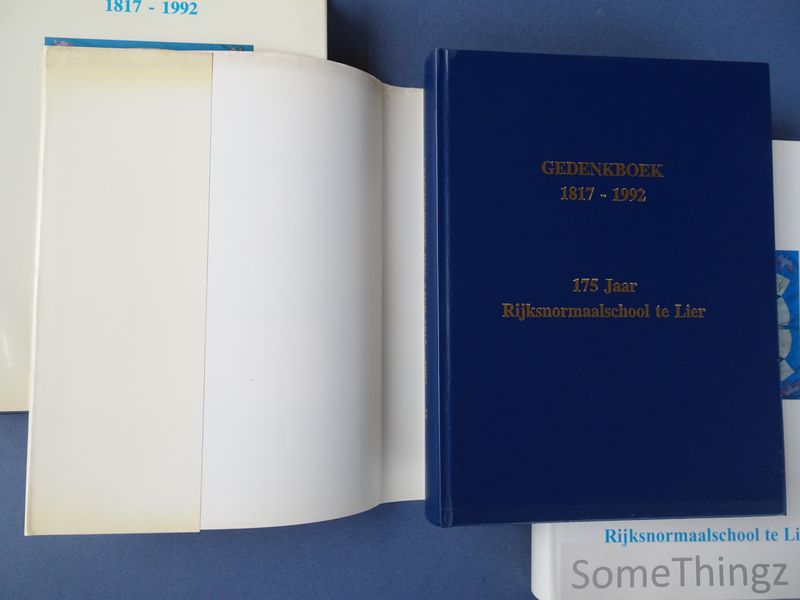 1817 - 1992
GEDENKBOEK
1817 - 1992
175 Jaar
Rijksnormaalschool te Lier
Rijksnormaalschool te Li
SomeThingz